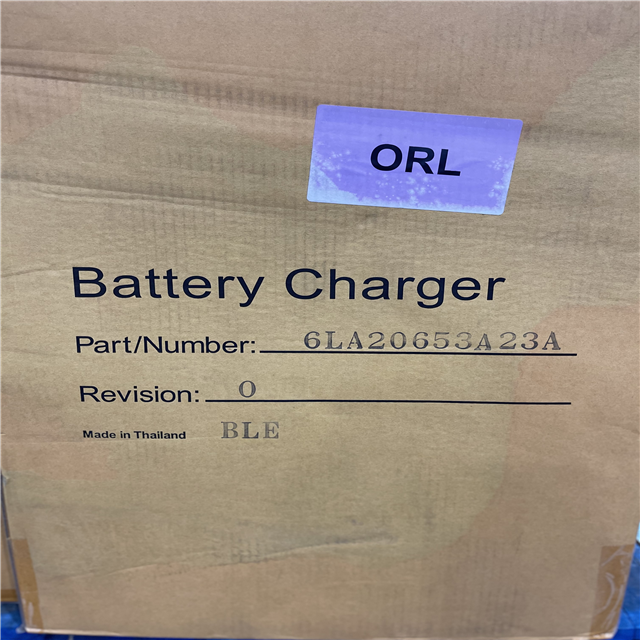 ORL
Battery Charger
Part/Number: 6LA20653A23A
Revision: 0
Made in Thailand BLE